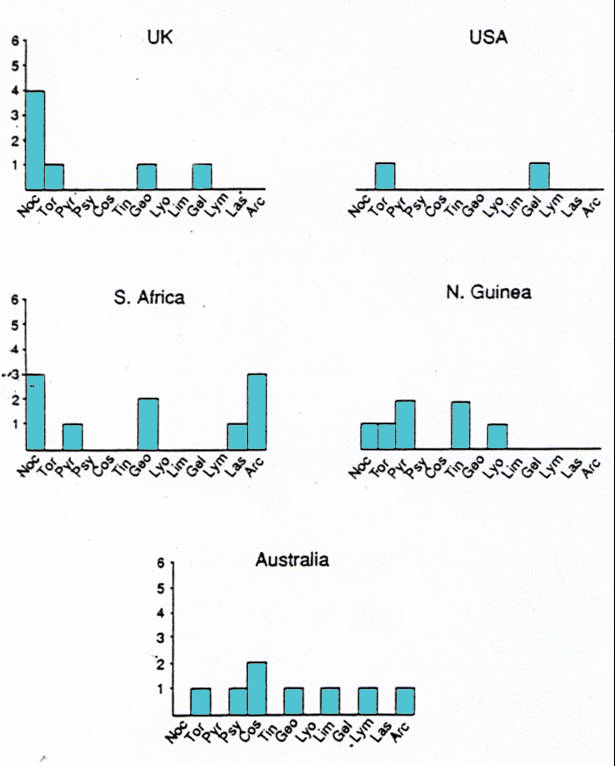 UK
6
5
4
3
2
1
Noc Tor Pyr Psy Cos Tin Geo Lyo Lim Gel Lym Las Arc
USA
Noc Tor Pyr Psy Cos Tin Geo Lyo Lim Gel Lym Las Arc
S. Africa
6
5
4
3
2
1
Noc Tor Pyr Psy Cos Tin Geo Lyo Lim Gel Lym Las Arc
N. Guinea
Noc Tor Pyr Psy Cos Tin Geo Lyo Lim Gel Lym Las Arc
Australia
6
5
4
3
2
1
Noc Tor Pyr Psy Cos Tin Geo Lyo Lim Gel Lym Las Arc